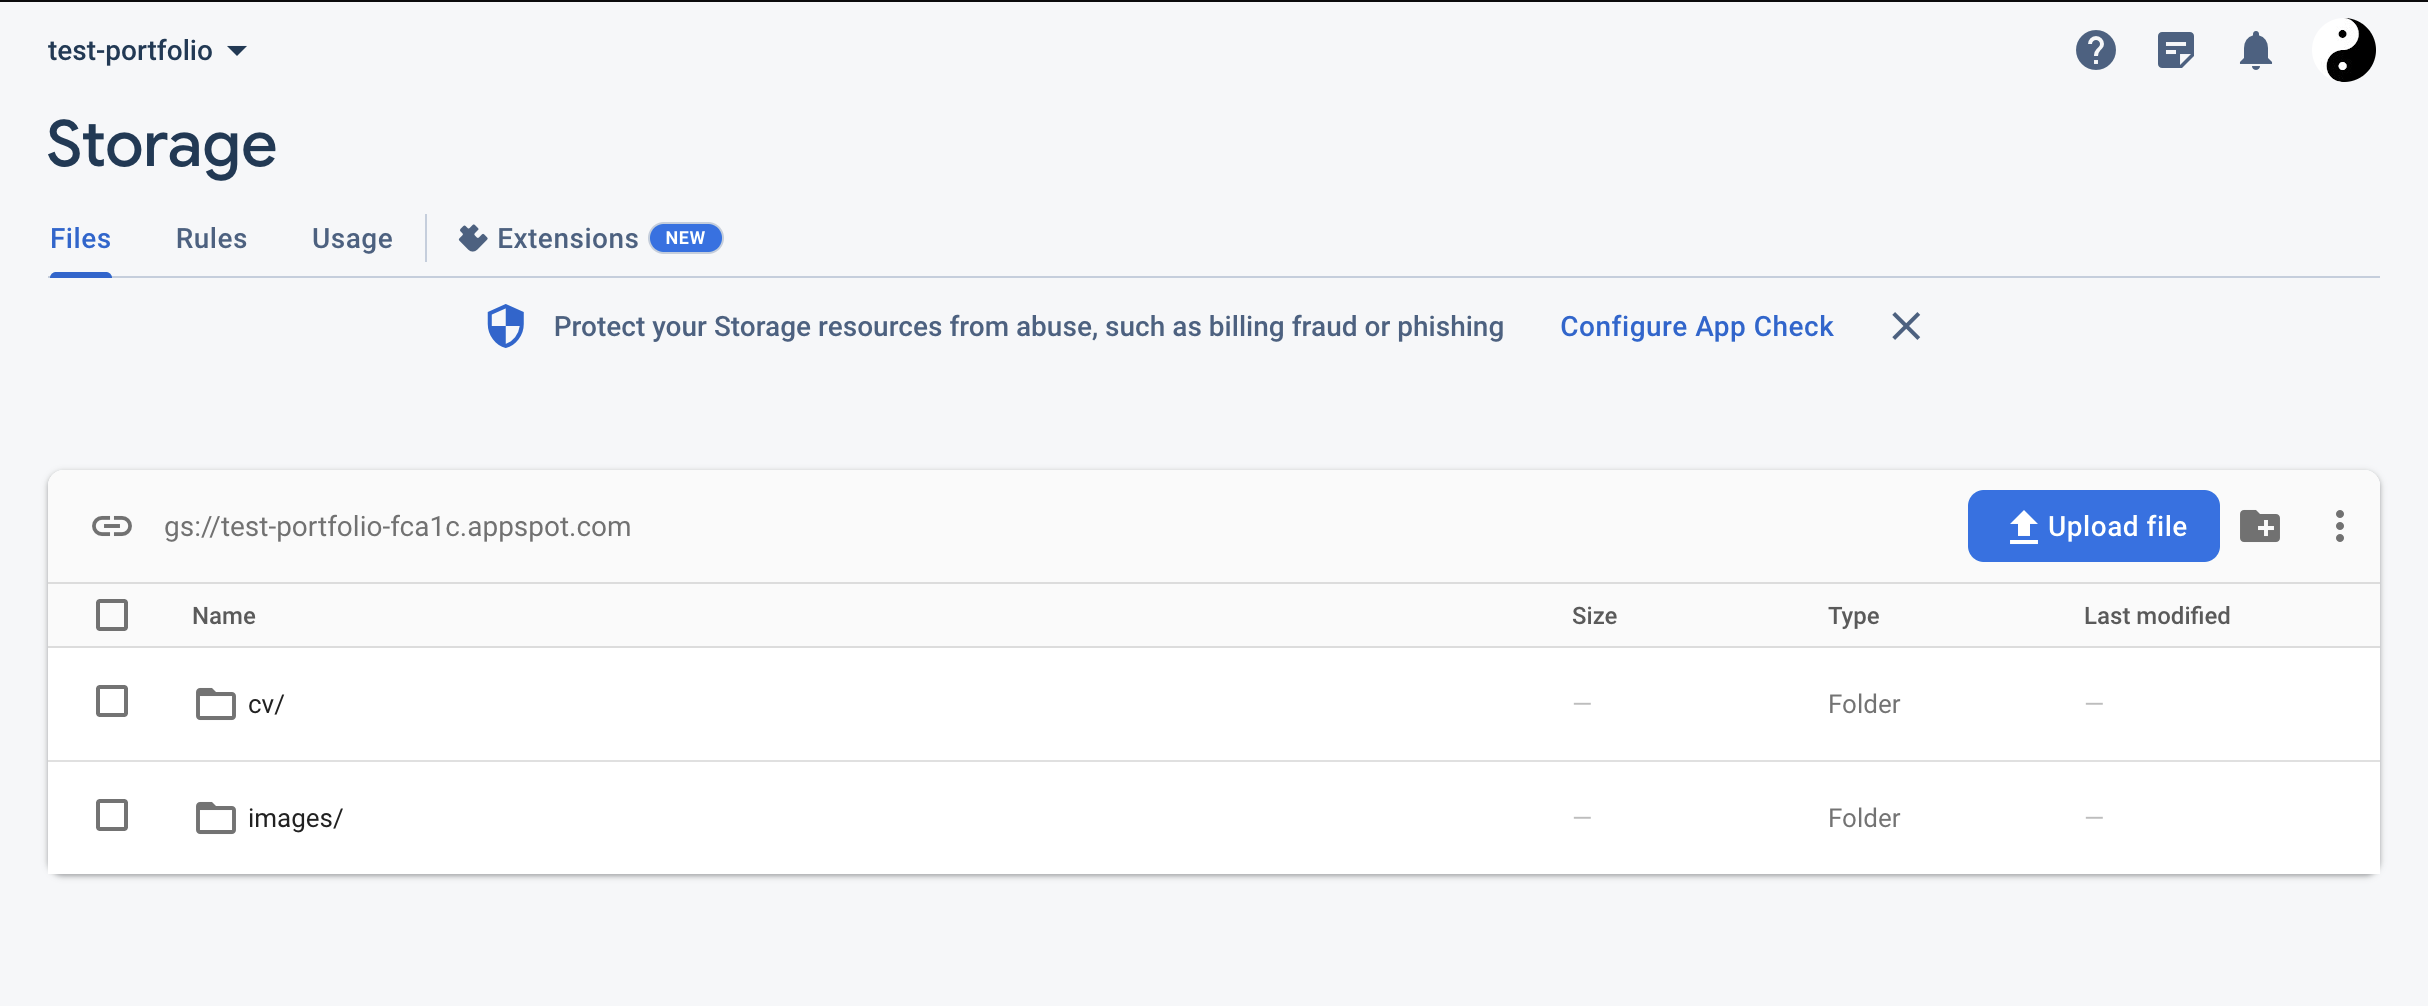 test-portfolio
Storage
Files Rules Usage Extensions NEW
Protect your Storage resources from abuse, such as billing fraud or phishing Configure App Check
gs://test-portfolio-fca1c.appspot.com Upload file
Name Size Type Last modified
cv/ — Folder —
images/ — Folder —